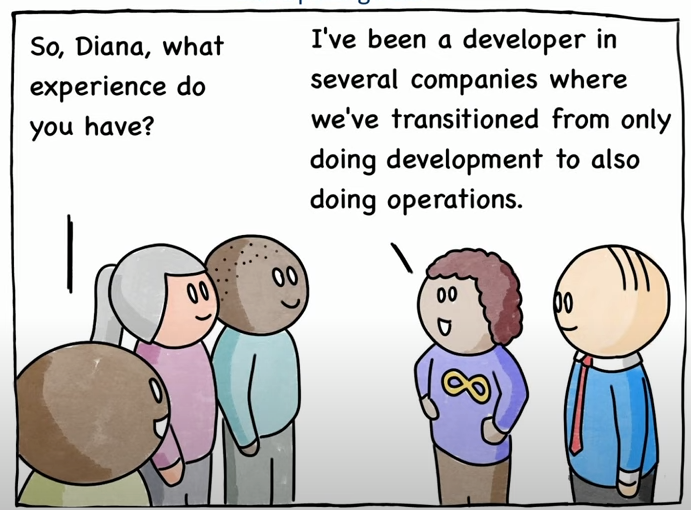 So, Diana, what
experience do
you have?
I've been a developer in
several companies where
we've transitioned from only
doing development to also
doing operations.